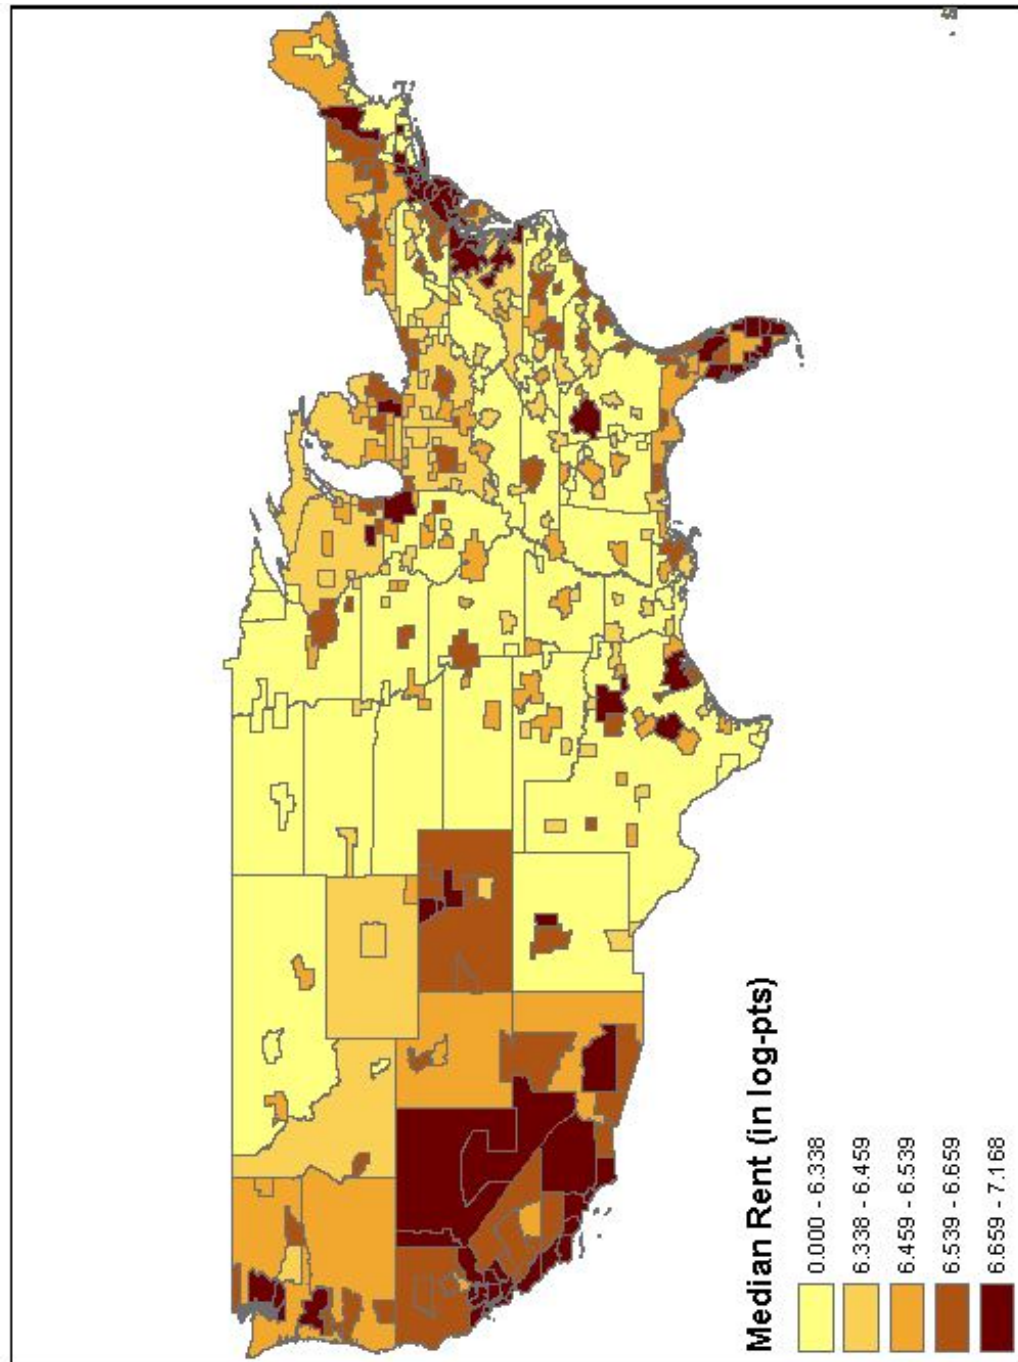 Median Rent (in log-pts)
0.000 - 6.338
6.338 - 6.459
6.459 - 6.539
6.539 - 6.659
6.659 - 7.168